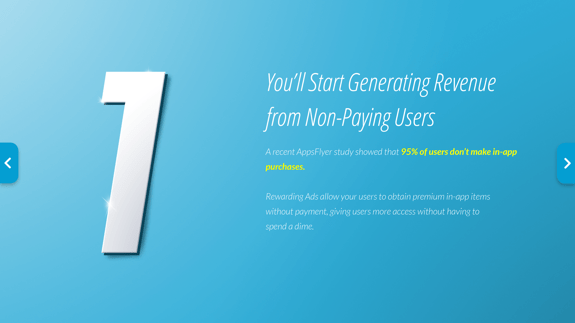 1
You'll Start Generating Revenue
from Non-Paying Users
A recent AppsFlyer study showed that 95% of users don't make in-app
purchases.
Rewarding Ads allow your users to obtain premium in-app items
without payment, giving users more access without having to
spend a dime.